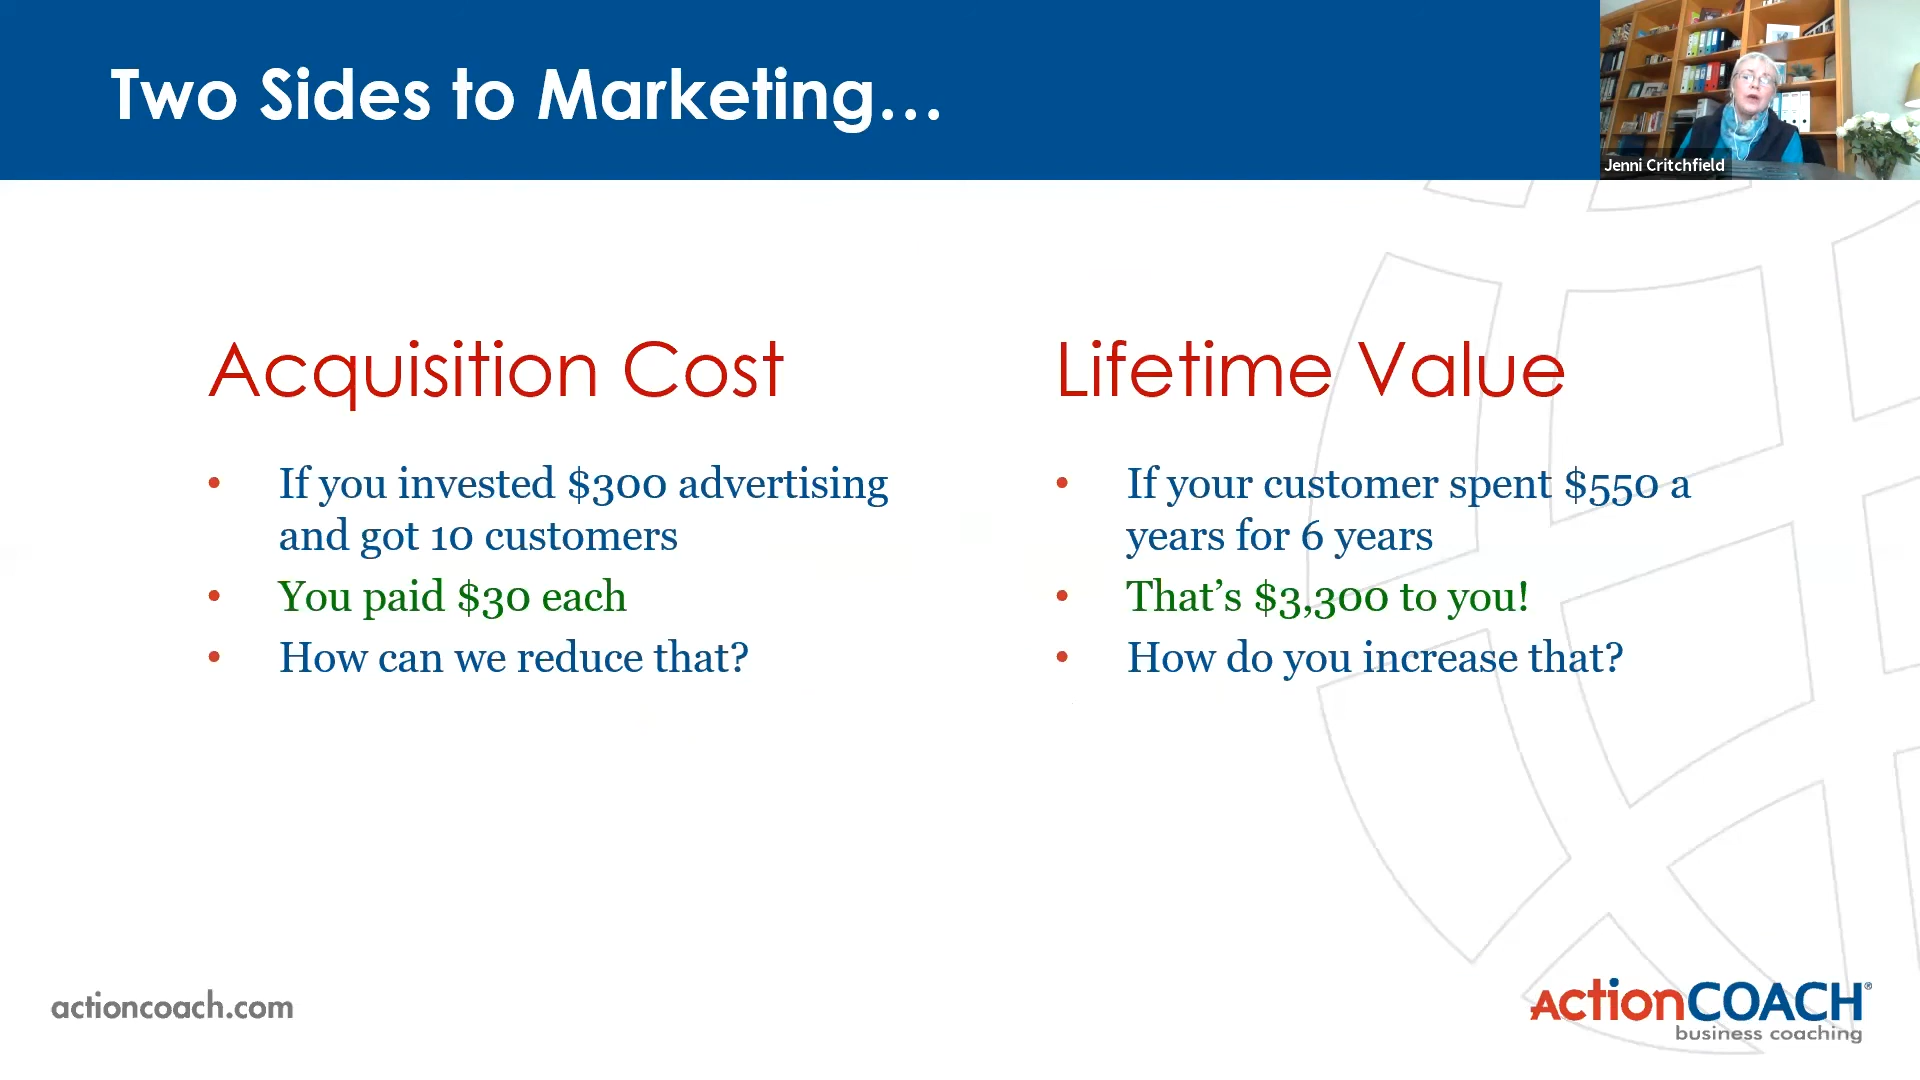 Two Sides to Marketing...
Jenni Critchfield
Acquisition Cost
• If you invested $300 advertising
and got 10 customers
• You paid $30 each
• How can we reduce that?
Lifetime Value
• If your customer spent $550 a
years for 6 years
• That’s $3,300 to you!
• How do you increase that?
actioncoach.com
ActionCOACH®
business coaching